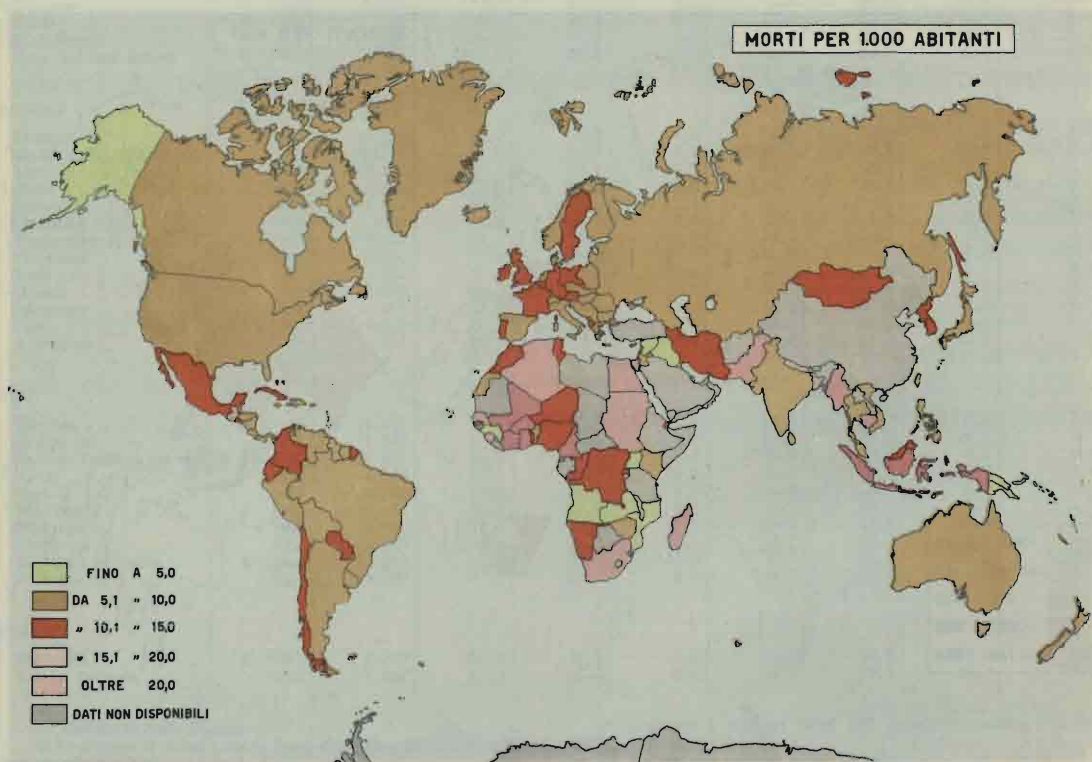 MORTI PER 1.000 ABITANTI
FINO A 5,0
DA 5,1 " 10,0
" 10,1 " 15,0
" 15,1 " 20,0
OLTRE 20,0
DATI NON DISPONIBILI